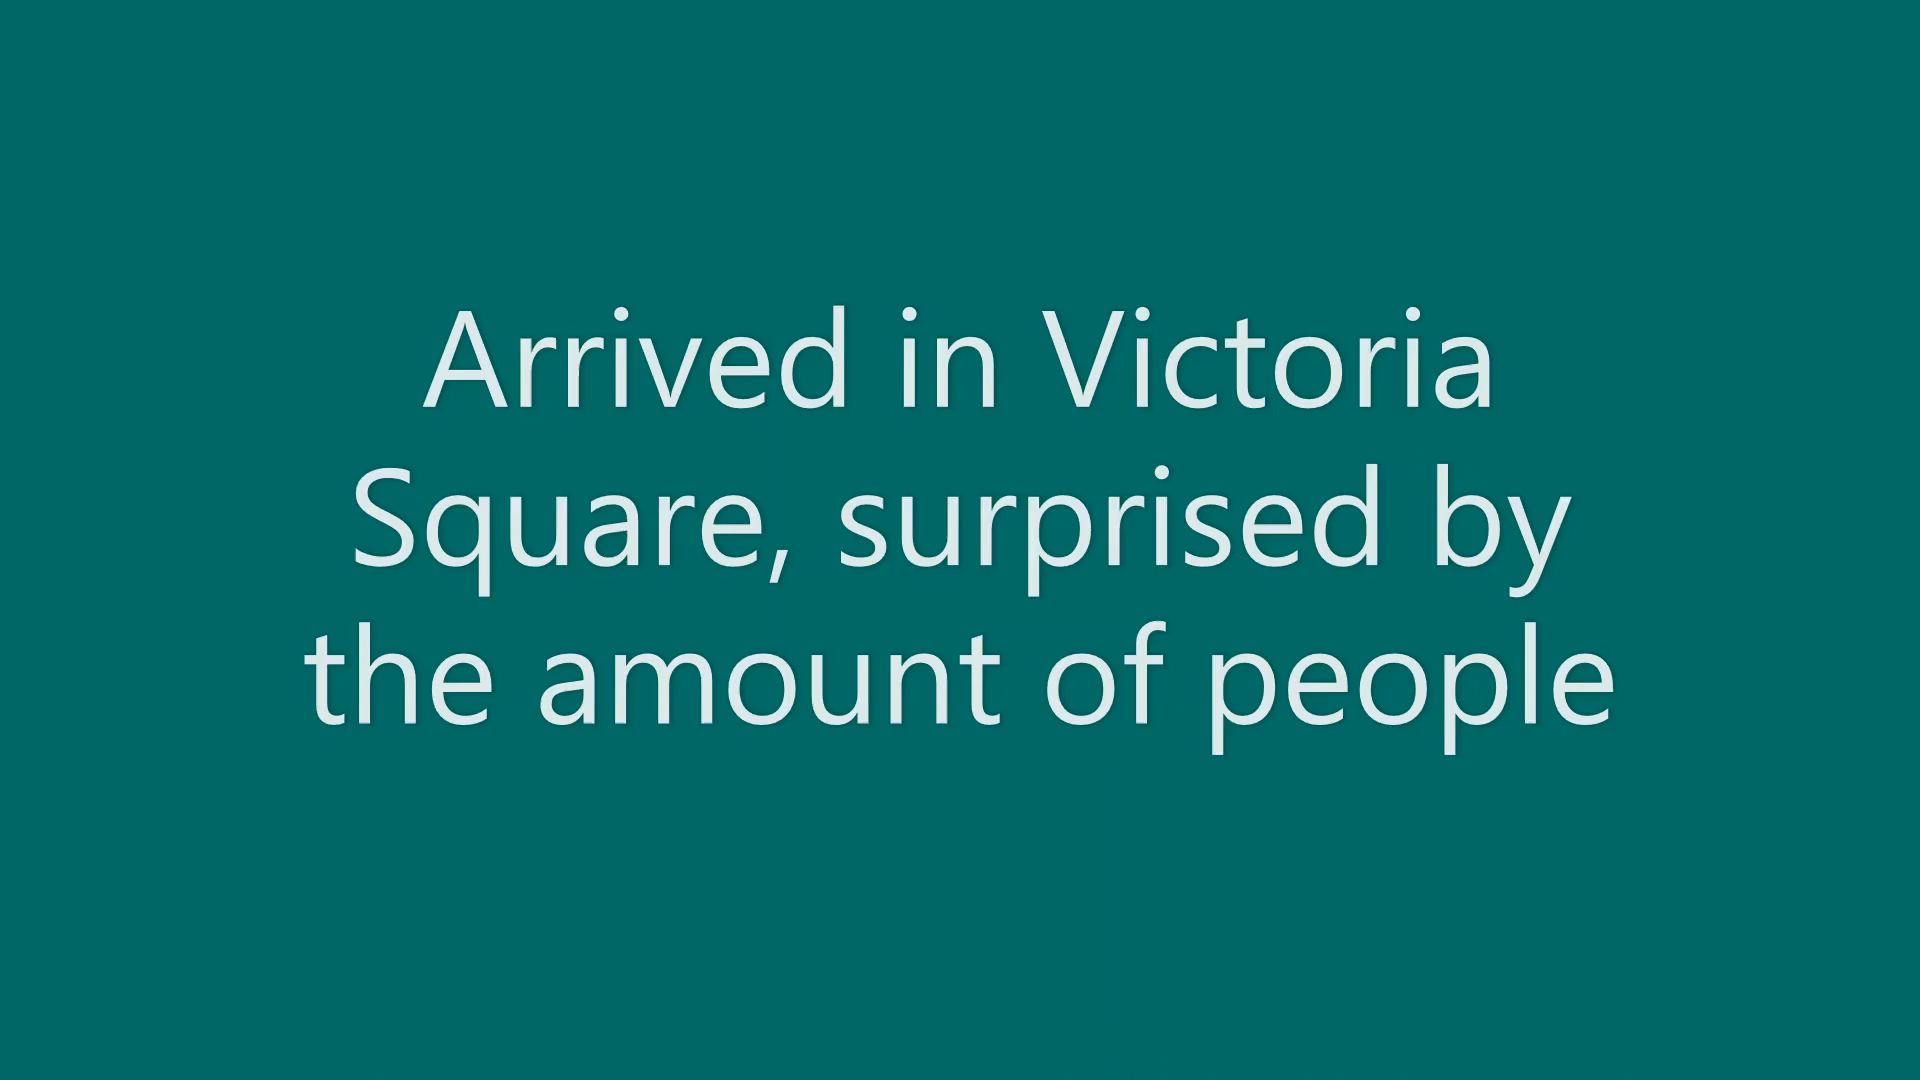 Arrived in Victoria
Square, surprised by
the amount of people